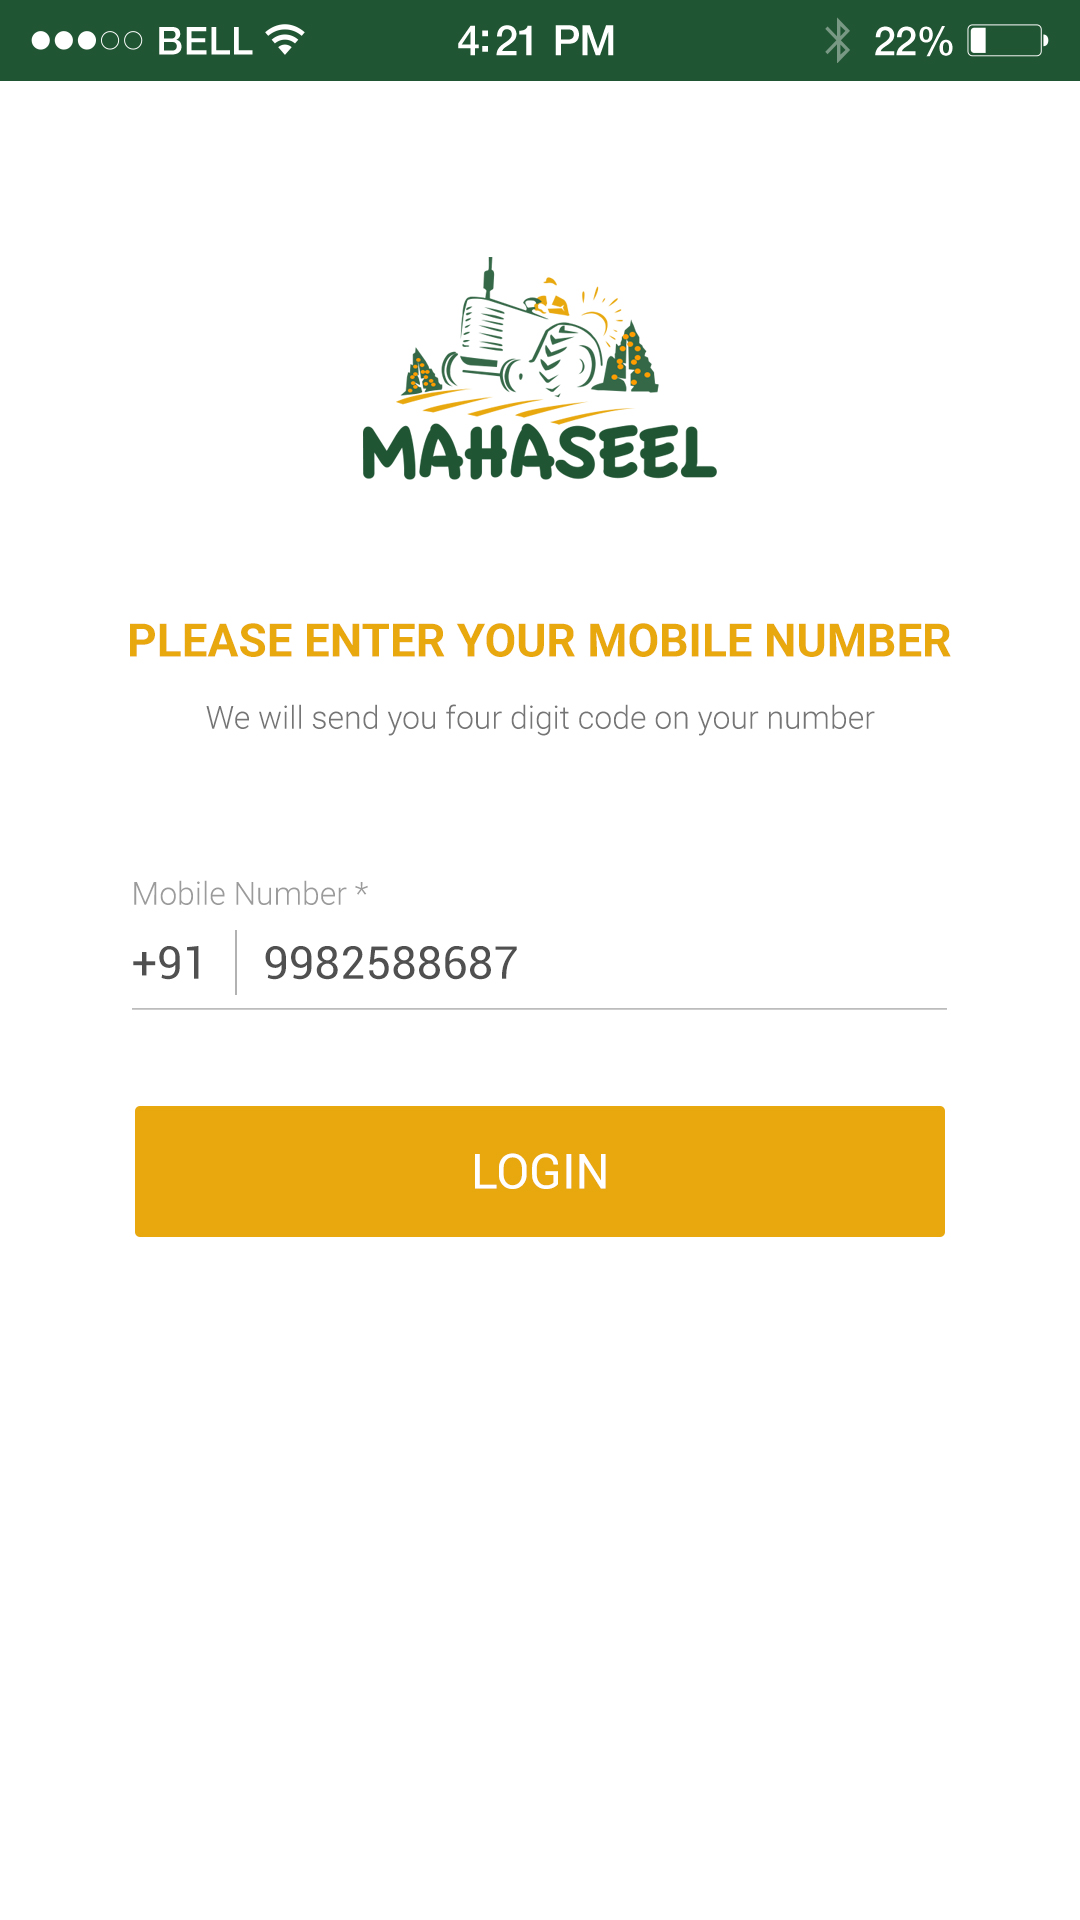 BELL 4:21 PM 22%
MAHASEEL
PLEASE ENTER YOUR MOBILE NUMBER
We will send you four digit code on your number
Mobile Number *
+91 9982588687
LOGIN